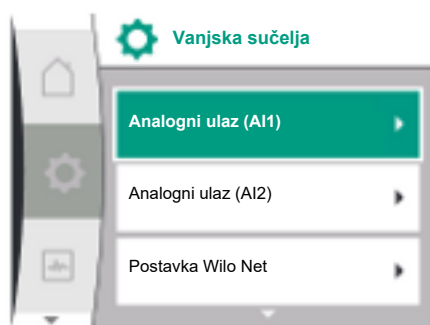 Vanjska sučelja
Analogni ulaz (AI1)
Analogni ulaz (AI2)
Postavka Wilo Net